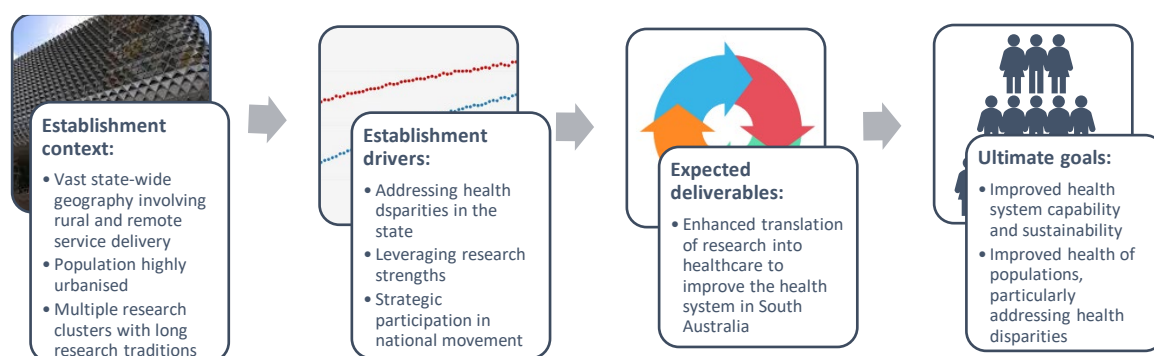 Establishment
context:
• Vast state-wide
geography involving
rural and remote
service delivery
• Population highly
urbanised
• Multiple research
clusters with long
research traditions
Establishment
drivers:
• Addressing health
dsparities in the
state
• Leveraging research
strengths
• Strategic
participation in
national movement
Expected
deliverables:
• Enhanced translation
of research into
healthcare to
improve the health
system in South
Australia
Ultimate goals:
• Improved health
system capability
and sustainability
• Improved health of
populations,
particularly
addressing health
disparities